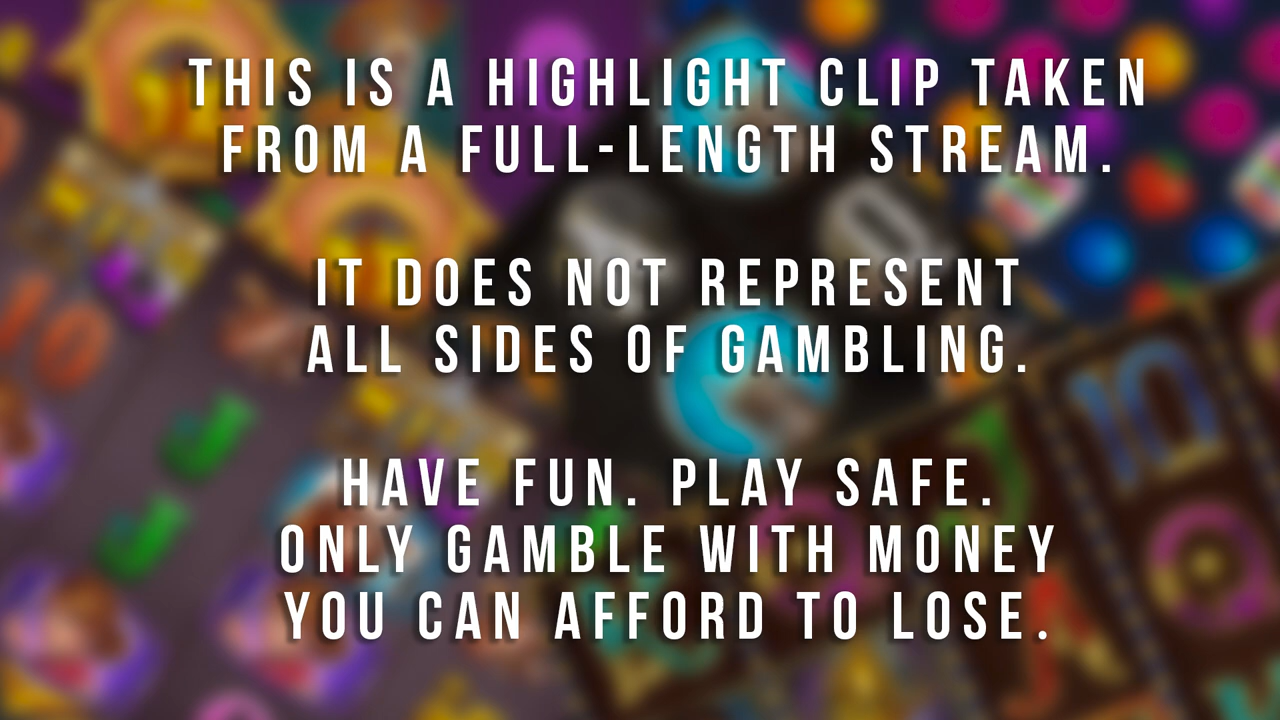 THIS IS A HIGHLIGHT CLIP TAKEN
FROM A FULL-LENGTH STREAM.
IT DOES NOT REPRESENT
ALL SIDES OF GAMBLING.
HAVE FUN. PLAY SAFE.
ONLY GAMBLE WITH MONEY
YOU CAN AFFORD TO LOSE.